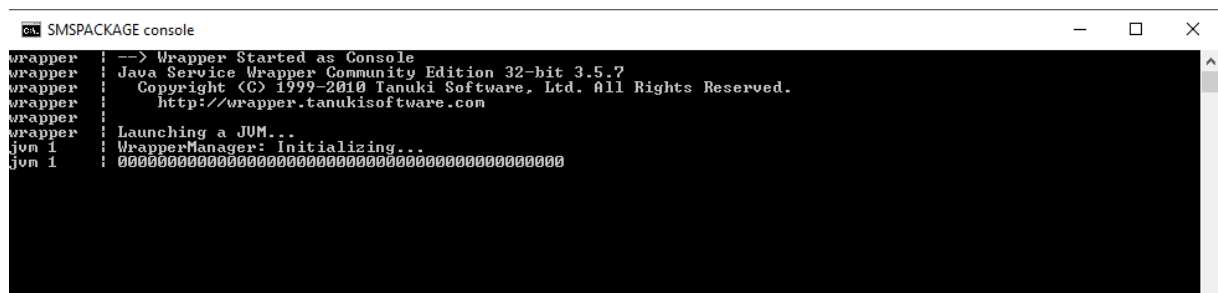 SMSPACKAGE console
wrapper | --> Wrapper Started as Console
wrapper | Java Service Wrapper Community Edition 32-bit 3.5.7
wrapper |   Copyright (C) 1999-2010 Tanuki Software, Ltd. All Rights Reserved.
wrapper |     http://wrapper.tanukisoftware.com
wrapper |
wrapper | Launching a JVM...
jvm 1   | WrapperManager: Initializing...
jvm 1   | 00000000000000000000000000000000000000000000